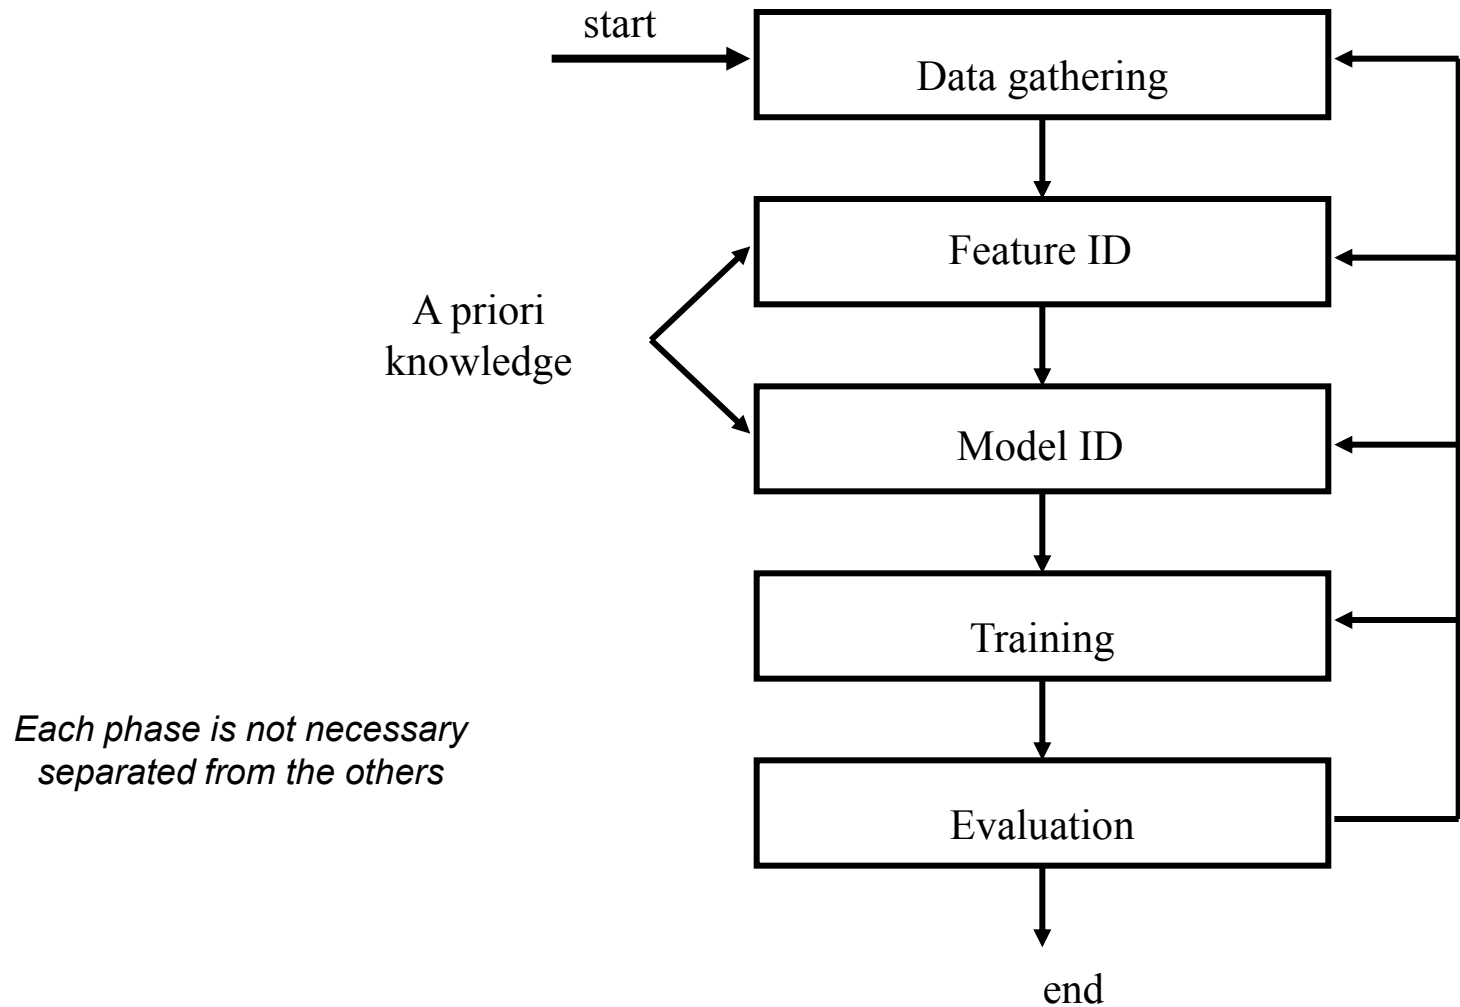 start
Data gathering
Feature ID
A priori
knowledge
Model ID
Training
Each phase is not necessary
separated from the others
Evaluation
end